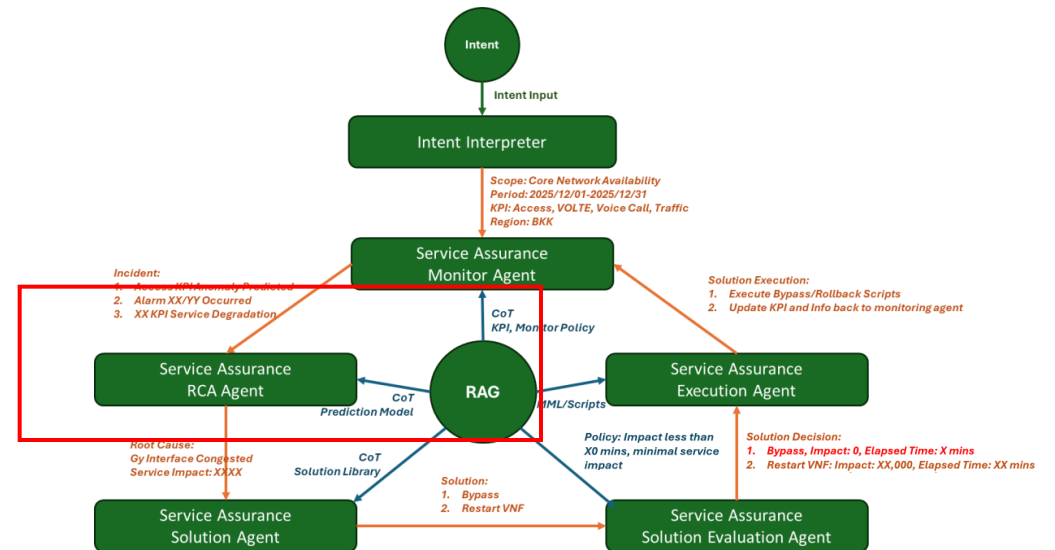 Intent
Intent Input
Intent Interpreter
Scope: Core Network Availability
Period: 2025/12/01-2025/12/31
KPI: Access, VOLTE, Voice Call, Traffic
Region: BKK
Service Assurance
Monitor Agent
Incident:
1. Access KPI Anomaly Predicted
2. Alarm XX/YY Occurred
3. XX KPI Service Degradation
Solution Execution:
1. Execute Bypass/Rollback Scripts
2. Update KPI and Info back to monitoring agent
CoT
KPI, Monitor Policy
Service Assurance
RCA Agent
CoT
Prediction Model
RAG
MML/Scripts
Service Assurance
Execution Agent
Root Cause:
Gy Interface Congested
Service Impact: XXXX
CoT
Solution Library
Policy: Impact less than
X0 mins, minimal service
impact
Solution Decision:
1. Bypass, Impact: 0, Elapsed Time: X mins
2. Restart VNF: Impact: XX,000, Elapsed Time: XX mins
Solution:
1. Bypass
2. Restart VNF
Service Assurance
Solution Agent
Service Assurance
Solution Evaluation Agent